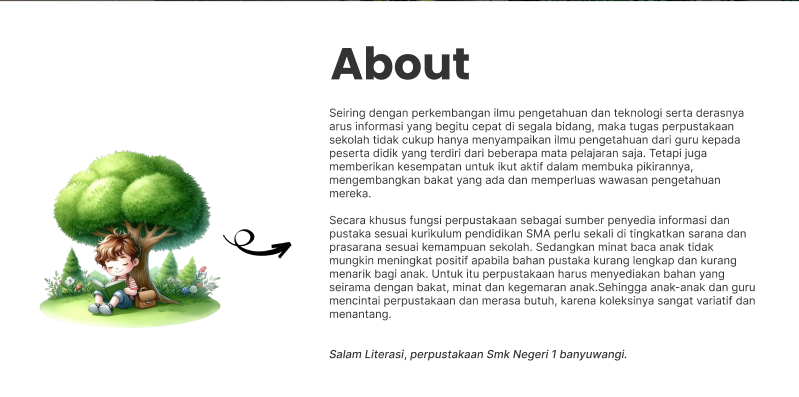 About
Seiring dengan perkembangan ilmu pengetahuan dan teknologi serta derasnya
arus informasi yang begitu cepat di segala bidang, maka tugas perpustakaan
sekolah tidak cukup hanya menyampaikan ilmu pengetahuan dari guru kepada
peserta didik yang terdiri dari beberapa mata pelajaran saja. Tetapi juga
memberikan kesempatan untuk ikut aktif dalam membuka pikirannya,
mengembangkan bakat yang ada dan memperluas wawasan pengetahuan
mereka.
Secara khusus fungsi perpustakaan sebagai sumber penyedia informasi dan
pustaka sesuai kurikulum pendidikan SMA perlu sekali di tingkatkan sarana dan
prasarana sesuai kemampuan sekolah. Sedangkan minat baca anak tidak
mungkin meningkat positif apabila bahan pustaka kurang lengkap dan kurang
menarik bagi anak. Untuk itu perpustakaan harus menyediakan bahan yang
seirama dengan bakat, minat dan kegemaran anak.Sehingga anak-anak dan guru
mencintai perpustakaan dan merasa butuh, karena koleksinya sangat variatif dan
menantang.
Salam Literasi, perpustakaan Smk Negeri 1 banyuwangi.